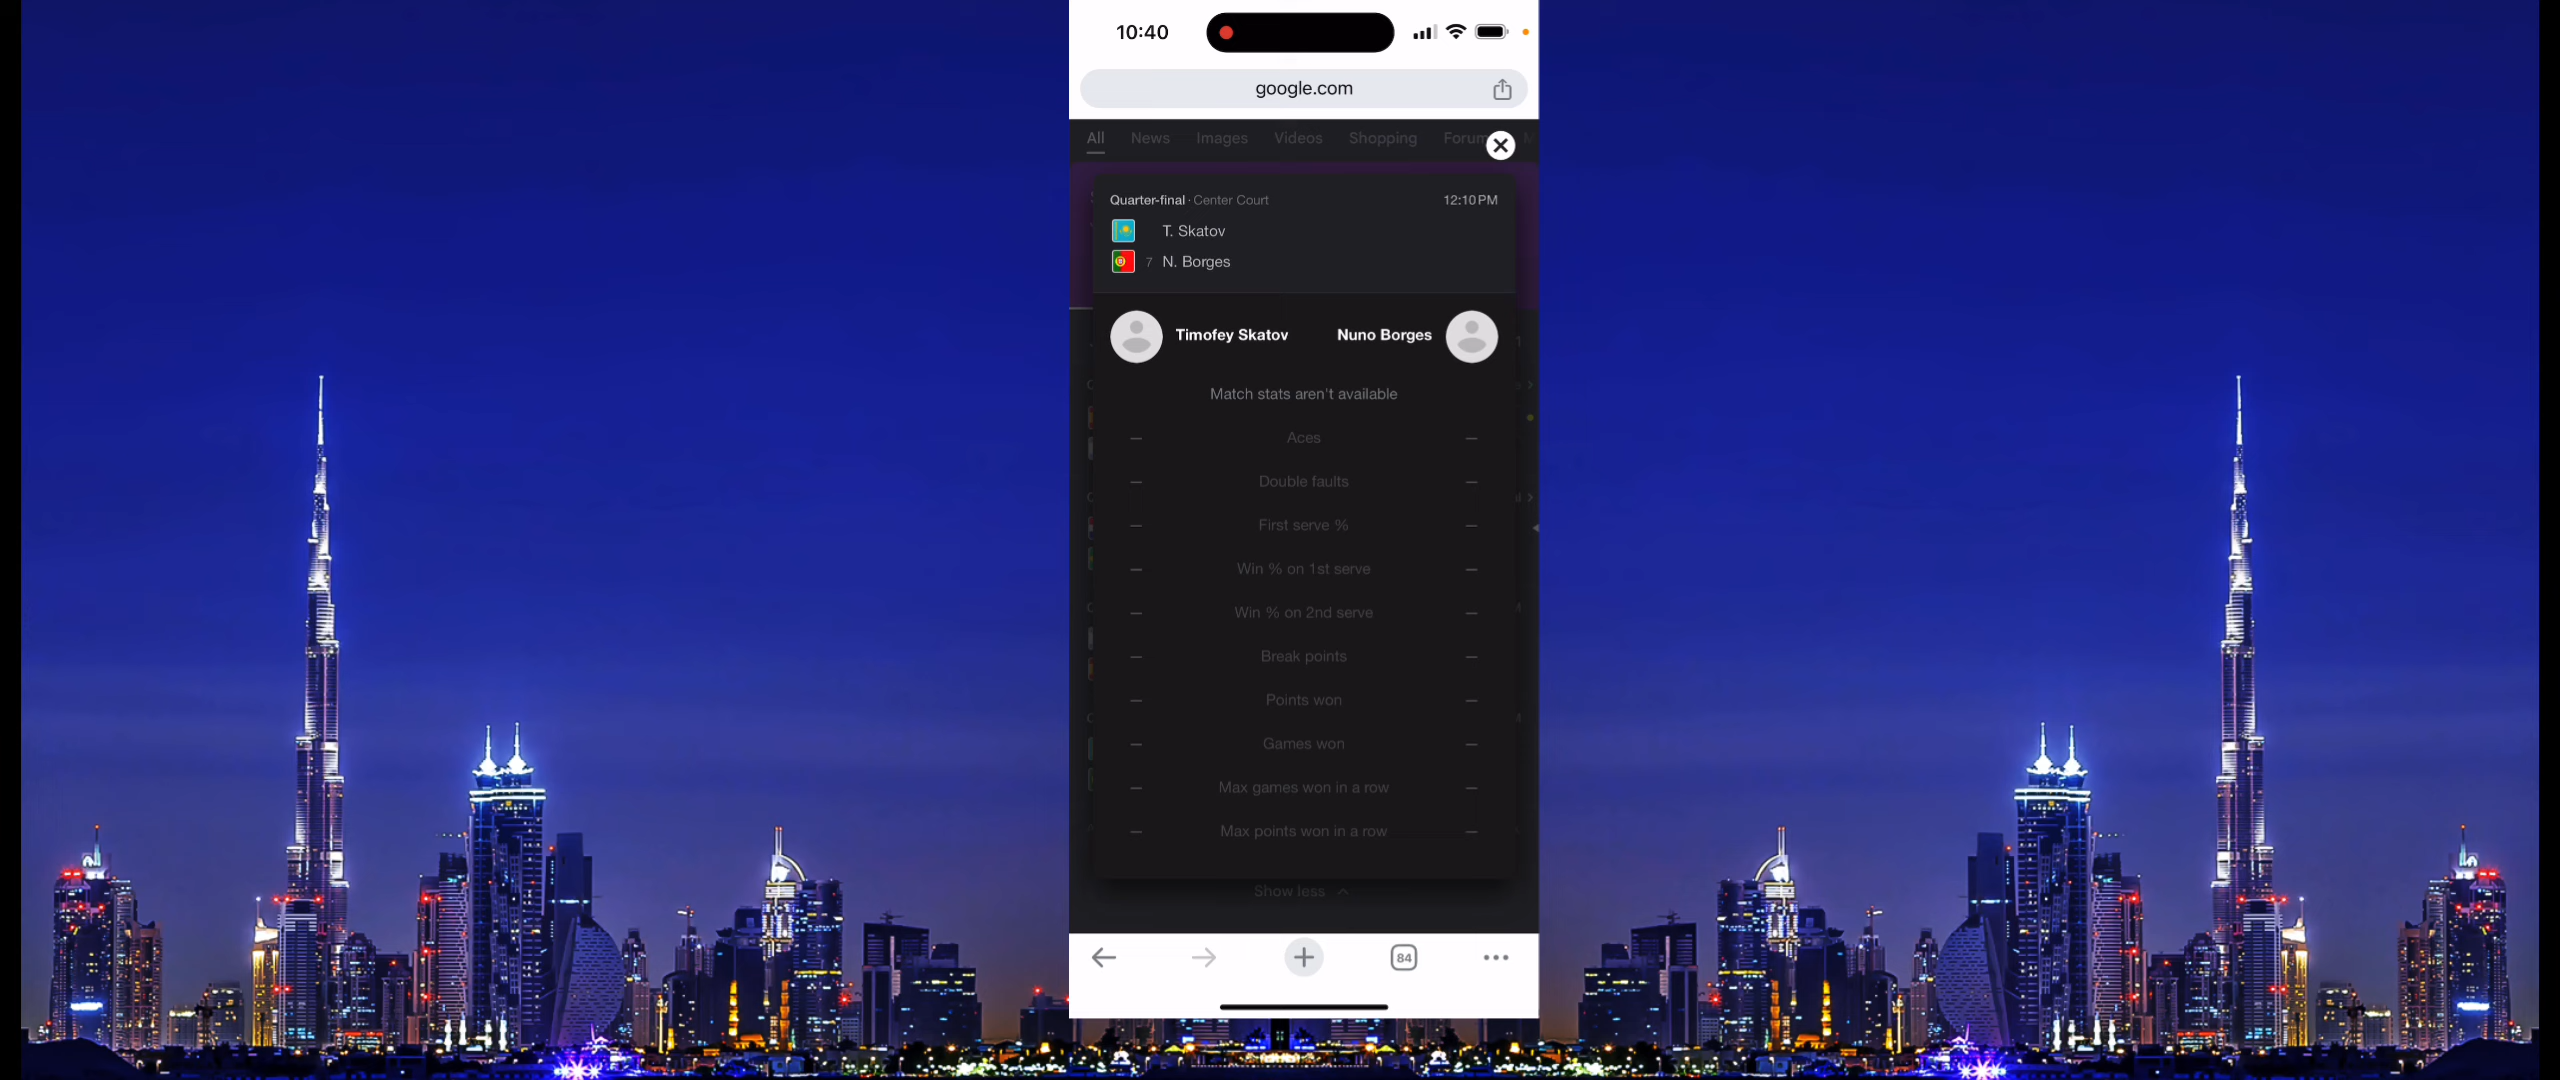 10:40
google.com
All News Images Videos Shopping
Quarter-final · Center Court 12:10 PM
T. Skatov
7 N. Borges
Timofey Skatov Nuno Borges
Match stats aren't available
– Aces –
– Double faults –
– First serve % –
– Win % on 1st serve –
– Win % on 2nd serve –
– Break points –
– Points won –
– Games won –
– Max games won in a row –
– Max points won in a row –
Show less
84